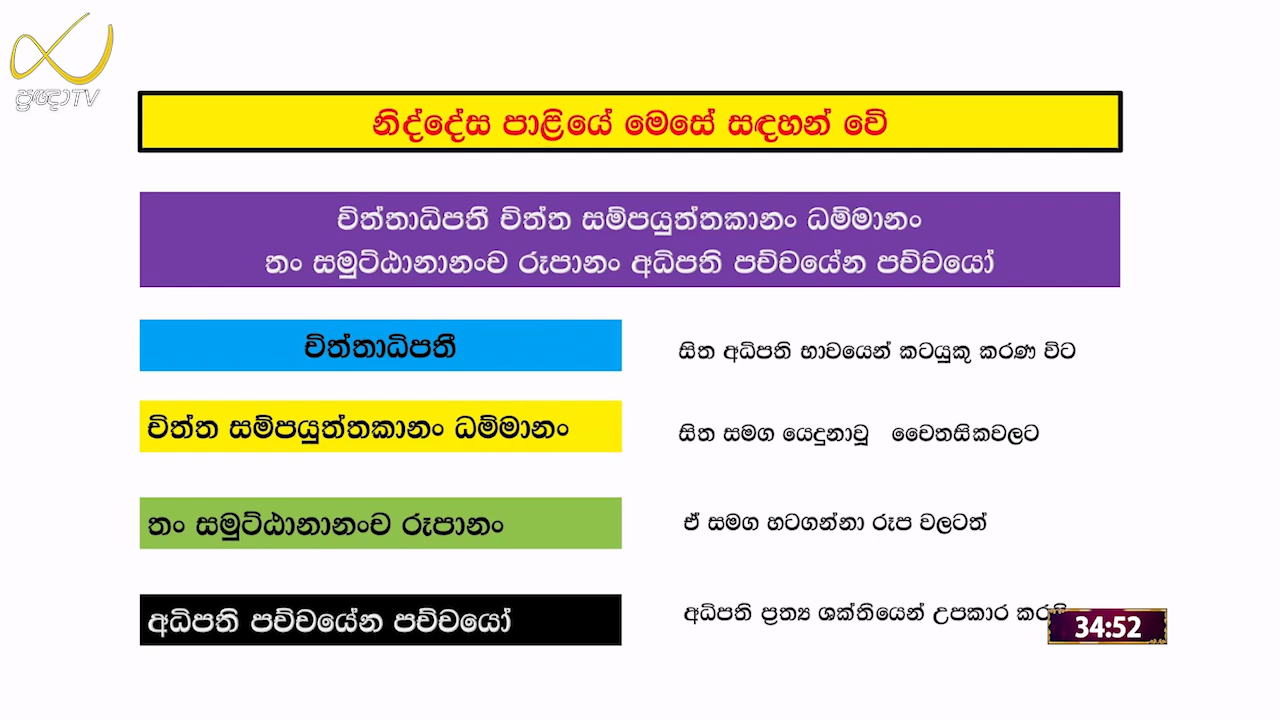 ප්‍රඥාTV
නිද්දේස පාළියේ මෙසේ සඳහන් වේ
චිත්තාධිපතී චිත්ත සම්පයුත්තකානං ධම්මානං
තං සමුට්ඨානානංච රූපානං අධිපති පච්චයේන පච්චයෝ
චිත්තාධිපතී
සිත අධිපති භාවයෙන් කටයුකු කරණ විට
චිත්ත සම්පයුත්තකානං ධම්මානං
සිත සමග යෙදුනාවූ චෛතසිකවලට
තං සමුට්ඨානානංච රූපානං
ඒ සමග හටගන්නා රූප වලටත්
අධිපති පච්චයේන පච්චයෝ
අධිපති ප්‍රත්‍ය ශක්තියෙන් උපකාර
34:52